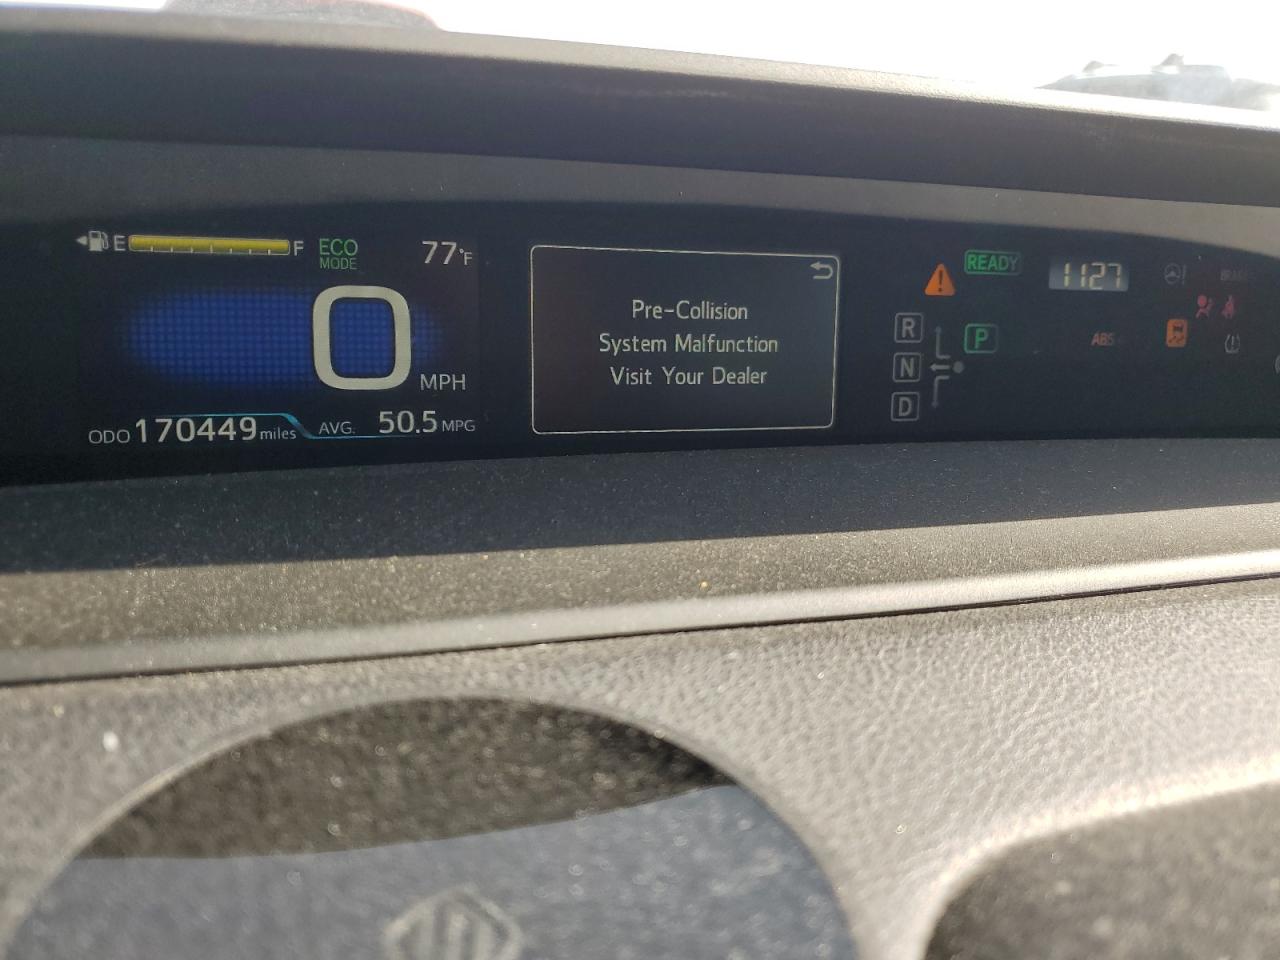 E F
ECO
MODE
77°F
0
MPH
ODO 170449 miles
AVG. 50.5 MPG
Pre-Collision
System Malfunction
Visit Your Dealer
READY
1127
R
P
N
D
ABS